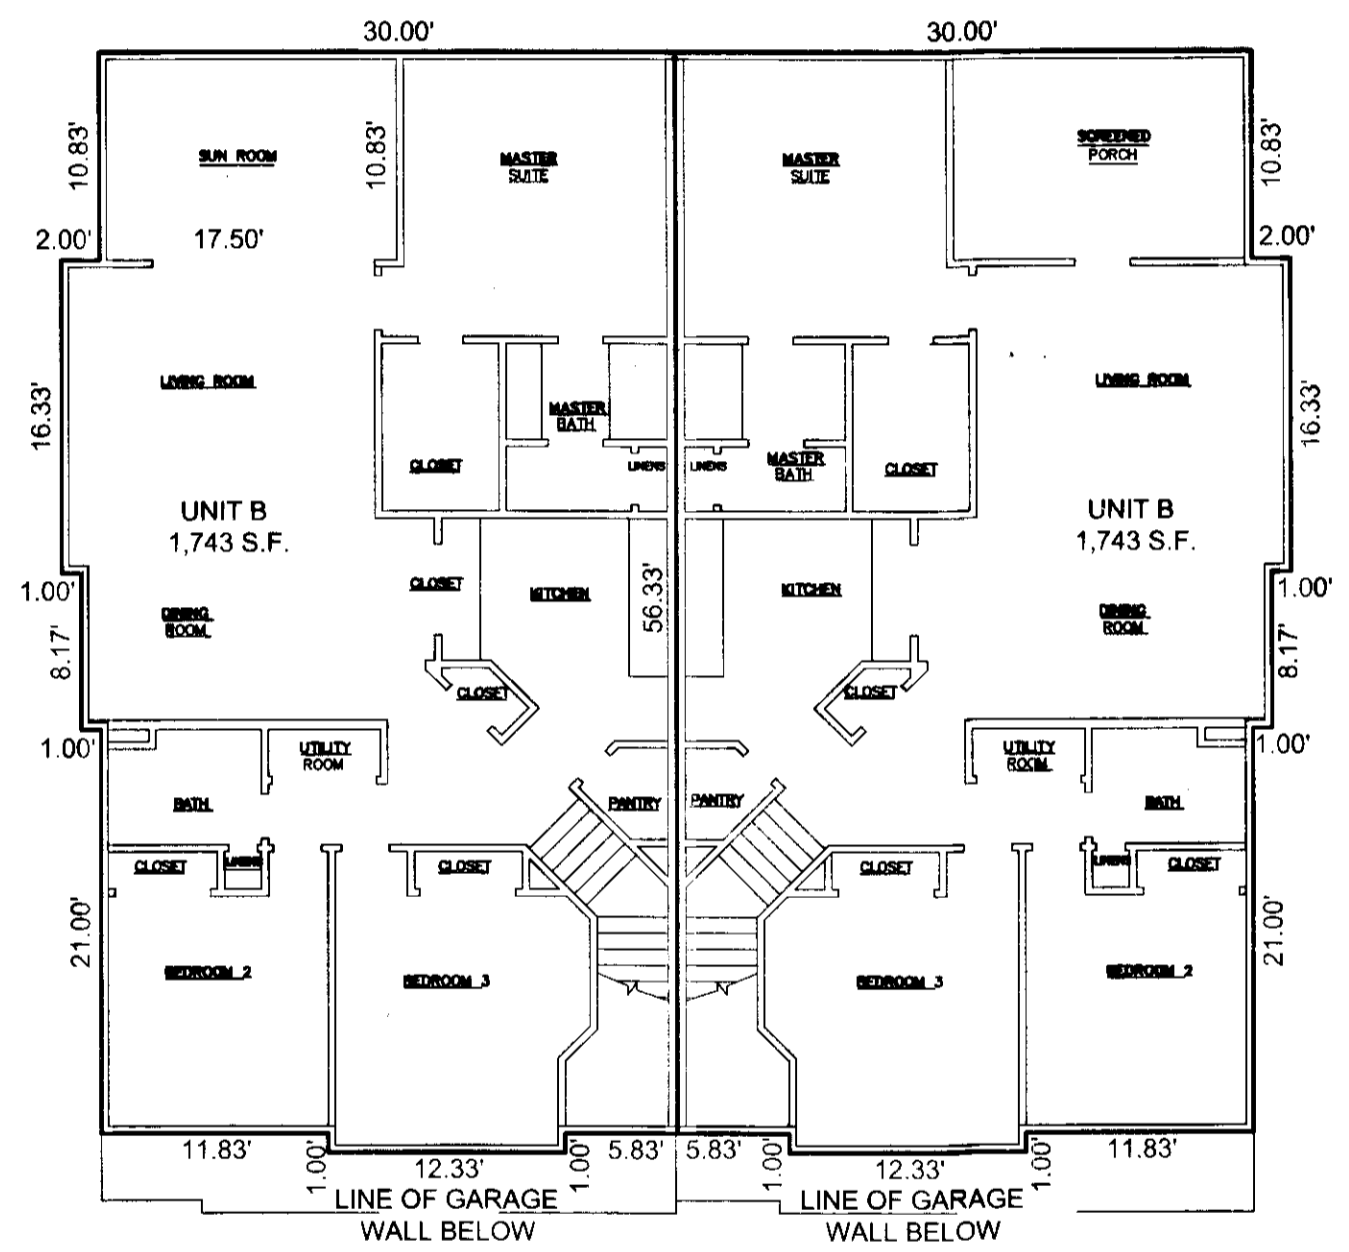 30.00'
30.00'
10.83'
SUN ROOM
10.83'
MASTER
SUITE
MASTER
SUITE
SCREENED
PORCH
10.83'
2.00'
17.50'
2.00'
16.33'
LIVING ROOM
MASTER
BATH
CLOSET
LINENS
LINENS
MASTER
BATH
CLOSET
LIVING ROOM
16.33'
UNIT B
1,743 S.F.
UNIT B
1,743 S.F.
1.00'
CLOSET
KITCHEN
56.33'
KITCHEN
1.00'
8.17'
DINING
ROOM
DINING
ROOM
8.17'
CLOSET
CLOSET
1.00'
UTILITY
ROOM
UTILITY
ROOM
1.00'
BATH
PANTRY
PANTRY
BATH
CLOSET
LINENS
CLOSET
CLOSET
LINENS
CLOSET
21.00'
BEDROOM 2
BEDROOM 3
BEDROOM 3
BEDROOM 2
21.00'
11.83'
1.00'
12.33'
1.00'
5.83'
5.83'
1.00'
12.33'
1.00'
11.83'
LINE OF GARAGE
WALL BELOW
LINE OF GARAGE
WALL BELOW